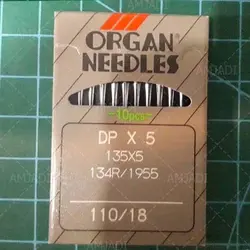 ORGAN
NEEDLES
-10pcs-
DP X 5
135X5
134R/1955
110/18